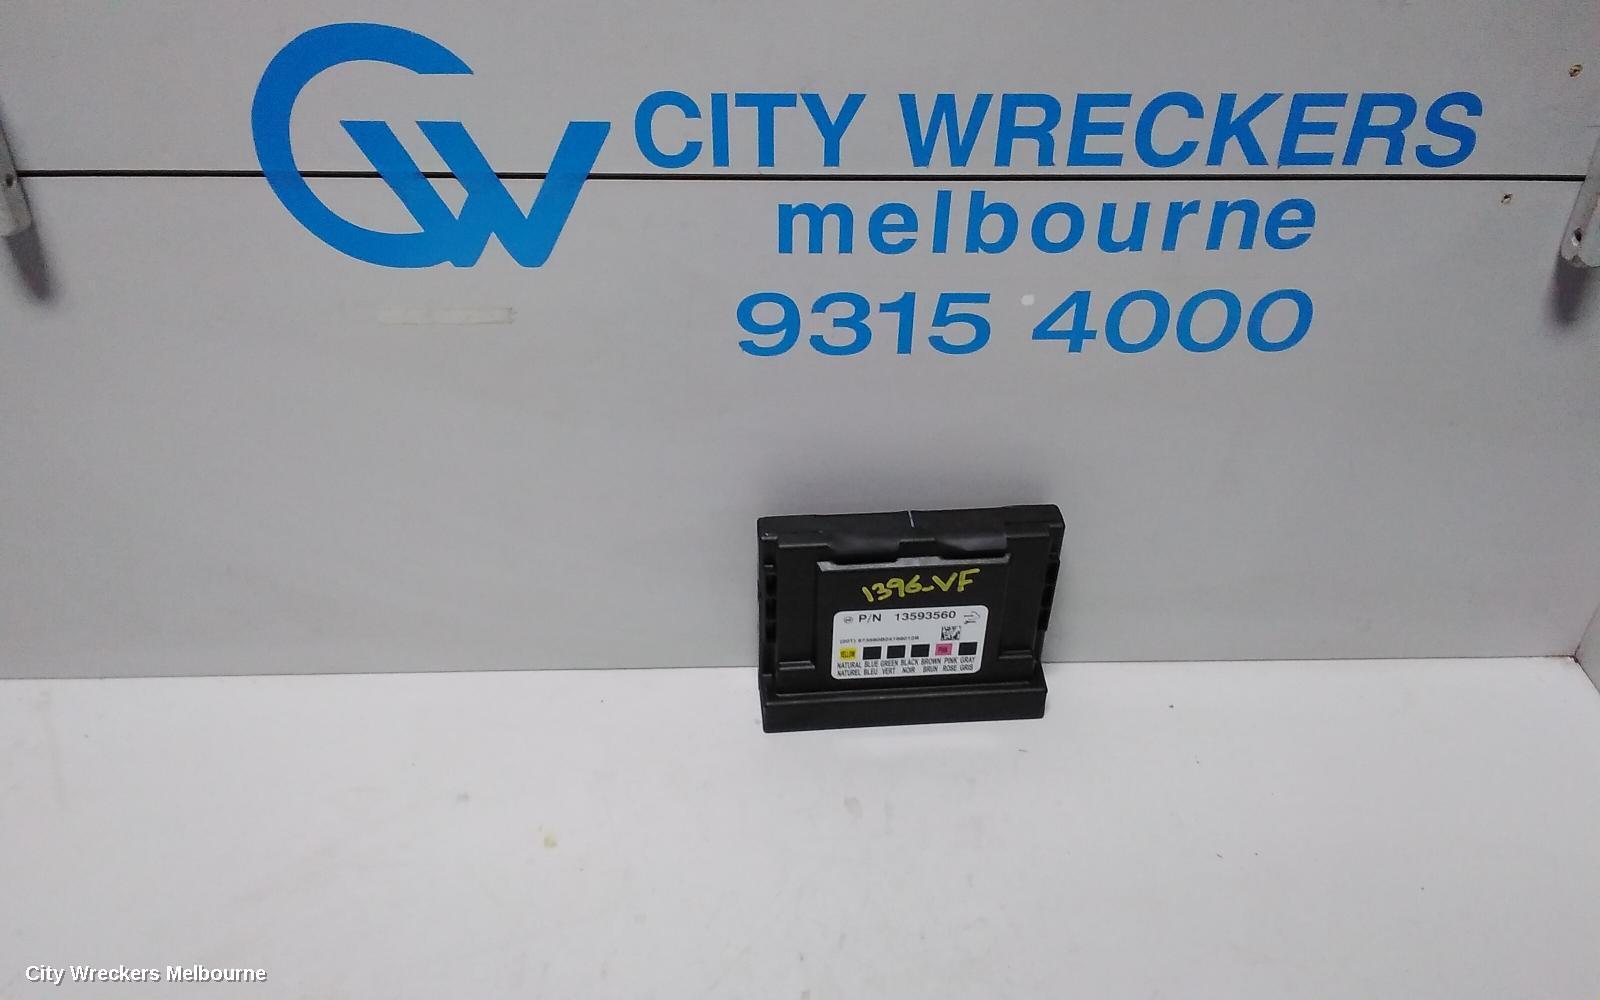 CW
CITY WRECKERS
melbourne
9315 4000
1396-VF
P/N 13593560
YELLOW PINK
NATURAL BLUE GREEN BLACK BROWN PINK GRAY
NATUREL BLEU VERT NOIR BRUN ROSE GRIS
City Wreckers Melbourne